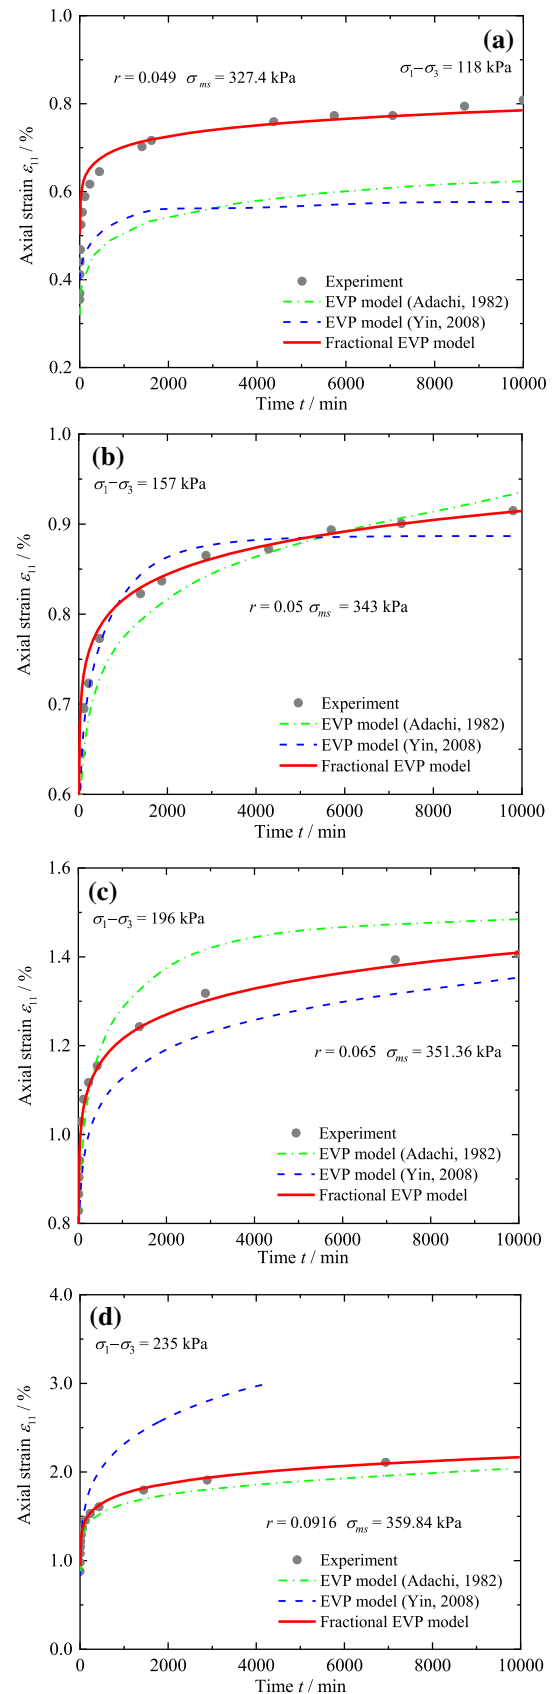 (a)
r = 0.049 σms = 327.4 kPa
σ1−σ3 = 118 kPa
Axial strain ε11 / %
1.0
0.8
0.6
0.4
0.2
Experiment
EVP model (Adachi, 1982)
EVP model (Yin, 2008)
Fractional EVP model
0 2000 4000 6000 8000 10000
Time t / min
(b)
σ1−σ3 = 157 kPa
Axial strain ε11 / %
1.0
0.9
0.8
0.7
0.6
r = 0.05 σms = 343 kPa
Experiment
EVP model (Adachi, 1982)
EVP model (Yin, 2008)
Fractional EVP model
0 2000 4000 6000 8000 10000
Time t / min
(c)
σ1−σ3 = 196 kPa
Axial strain ε11 / %
1.6
1.4
1.2
1.0
0.8
r = 0.065 σms = 351.36 kPa
Experiment
EVP model (Adachi, 1982)
EVP model (Yin, 2008)
Fractional EVP model
0 2000 4000 6000 8000 10000
Time t / min
(d)
σ1−σ3 = 235 kPa
Axial strain ε11 / %
4.0
3.0
2.0
1.0
0.0
r = 0.0916 σms = 359.84 kPa
Experiment
EVP model (Adachi, 1982)
EVP model (Yin, 2008)
Fractional EVP model
0 2000 4000 6000 8000 10000
Time t / min